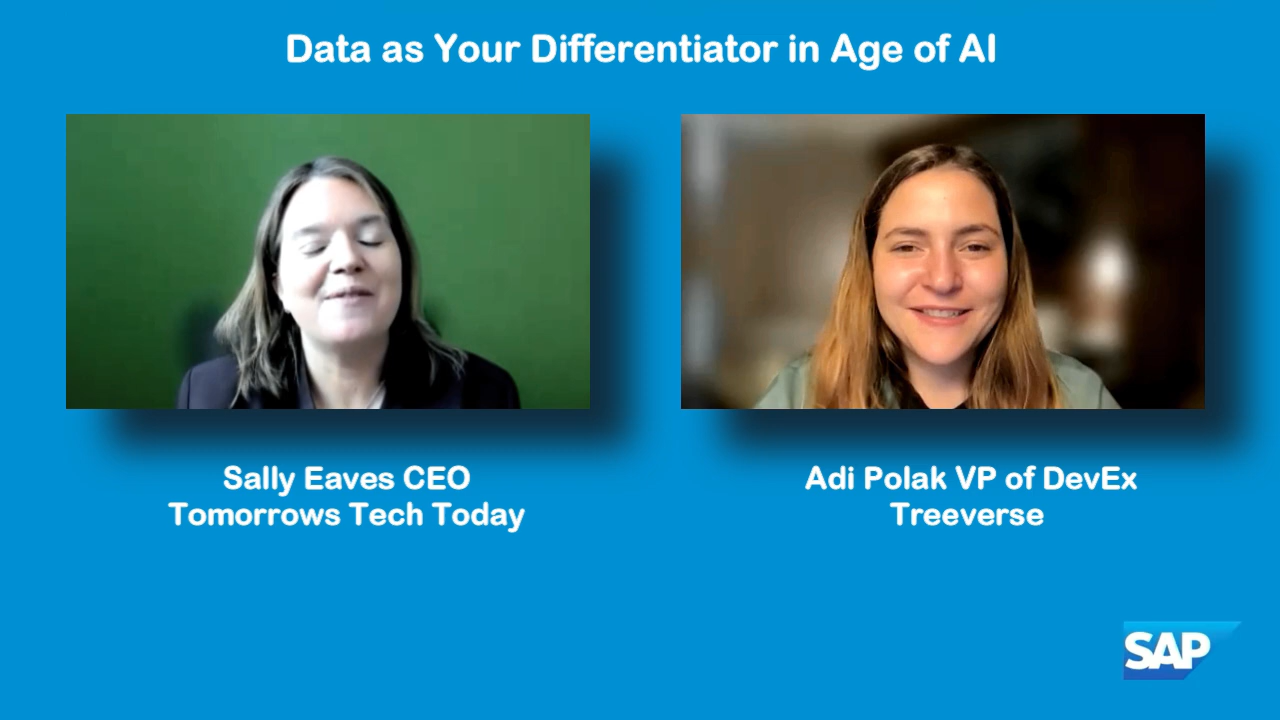 Data as Your Differentiator in Age of AI
Sally Eaves CEO
Tomorrows Tech Today
Adi Polak VP of DevEx
Treeverse
SAP